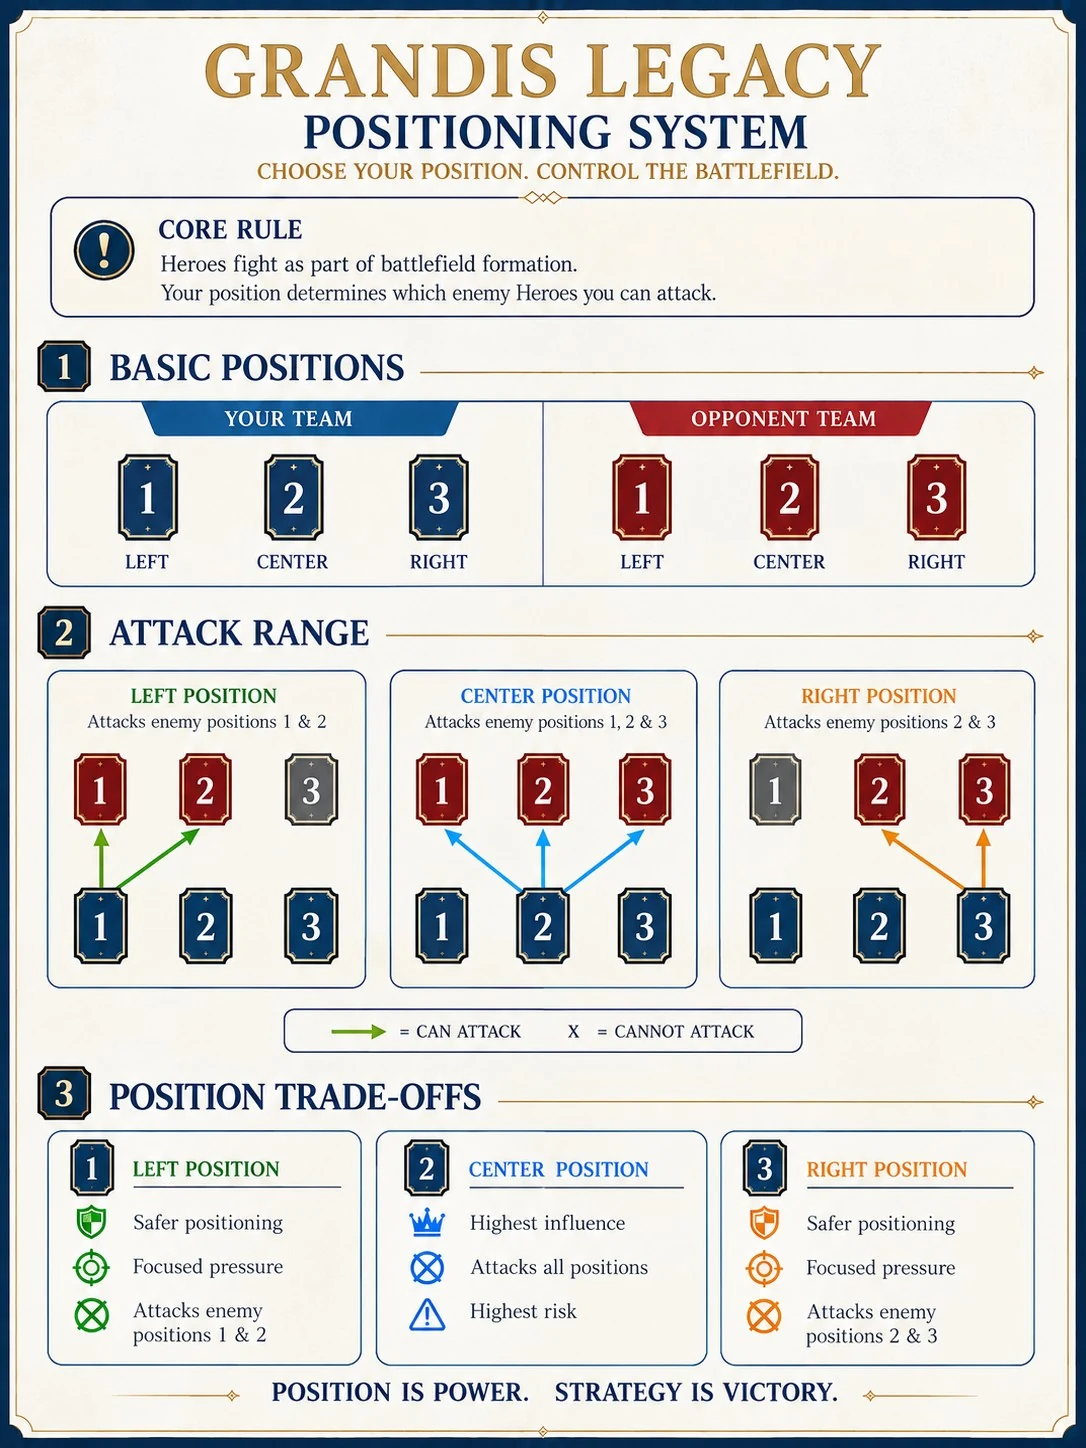 GRANDIS LEGACY
POSITIONING SYSTEM
CHOOSE YOUR POSITION. CONTROL THE BATTLEFIELD.
!
CORE RULE
Heroes fight as part of battlefield formation.
Your position determines which enemy Heroes you can attack.
1 BASIC POSITIONS
YOUR TEAM
1 2 3
LEFT CENTER RIGHT
OPPONENT TEAM
1 2 3
LEFT CENTER RIGHT
2 ATTACK RANGE
LEFT POSITION
Attacks enemy positions 1 & 2
1 2 3
1 2 3
CENTER POSITION
Attacks enemy positions 1, 2 & 3
1 2 3
1 2 3
RIGHT POSITION
Attacks enemy positions 2 & 3
1 2 3
1 2 3
= CAN ATTACK X = CANNOT ATTACK
3 POSITION TRADE-OFFS
1 LEFT POSITION
Safer positioning
Focused pressure
Attacks enemy
positions 1 & 2
2 CENTER POSITION
Highest influence
Attacks all positions
Highest risk
3 RIGHT POSITION
Safer positioning
Focused pressure
Attacks enemy
positions 2 & 3
POSITION IS POWER. STRATEGY IS VICTORY.